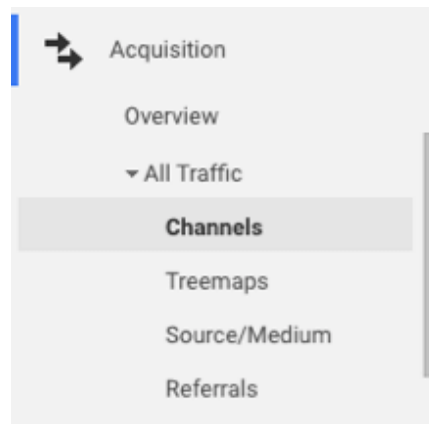 Acquisition
Overview
All Traffic
Channels
Treemaps
Source/Medium
Referrals